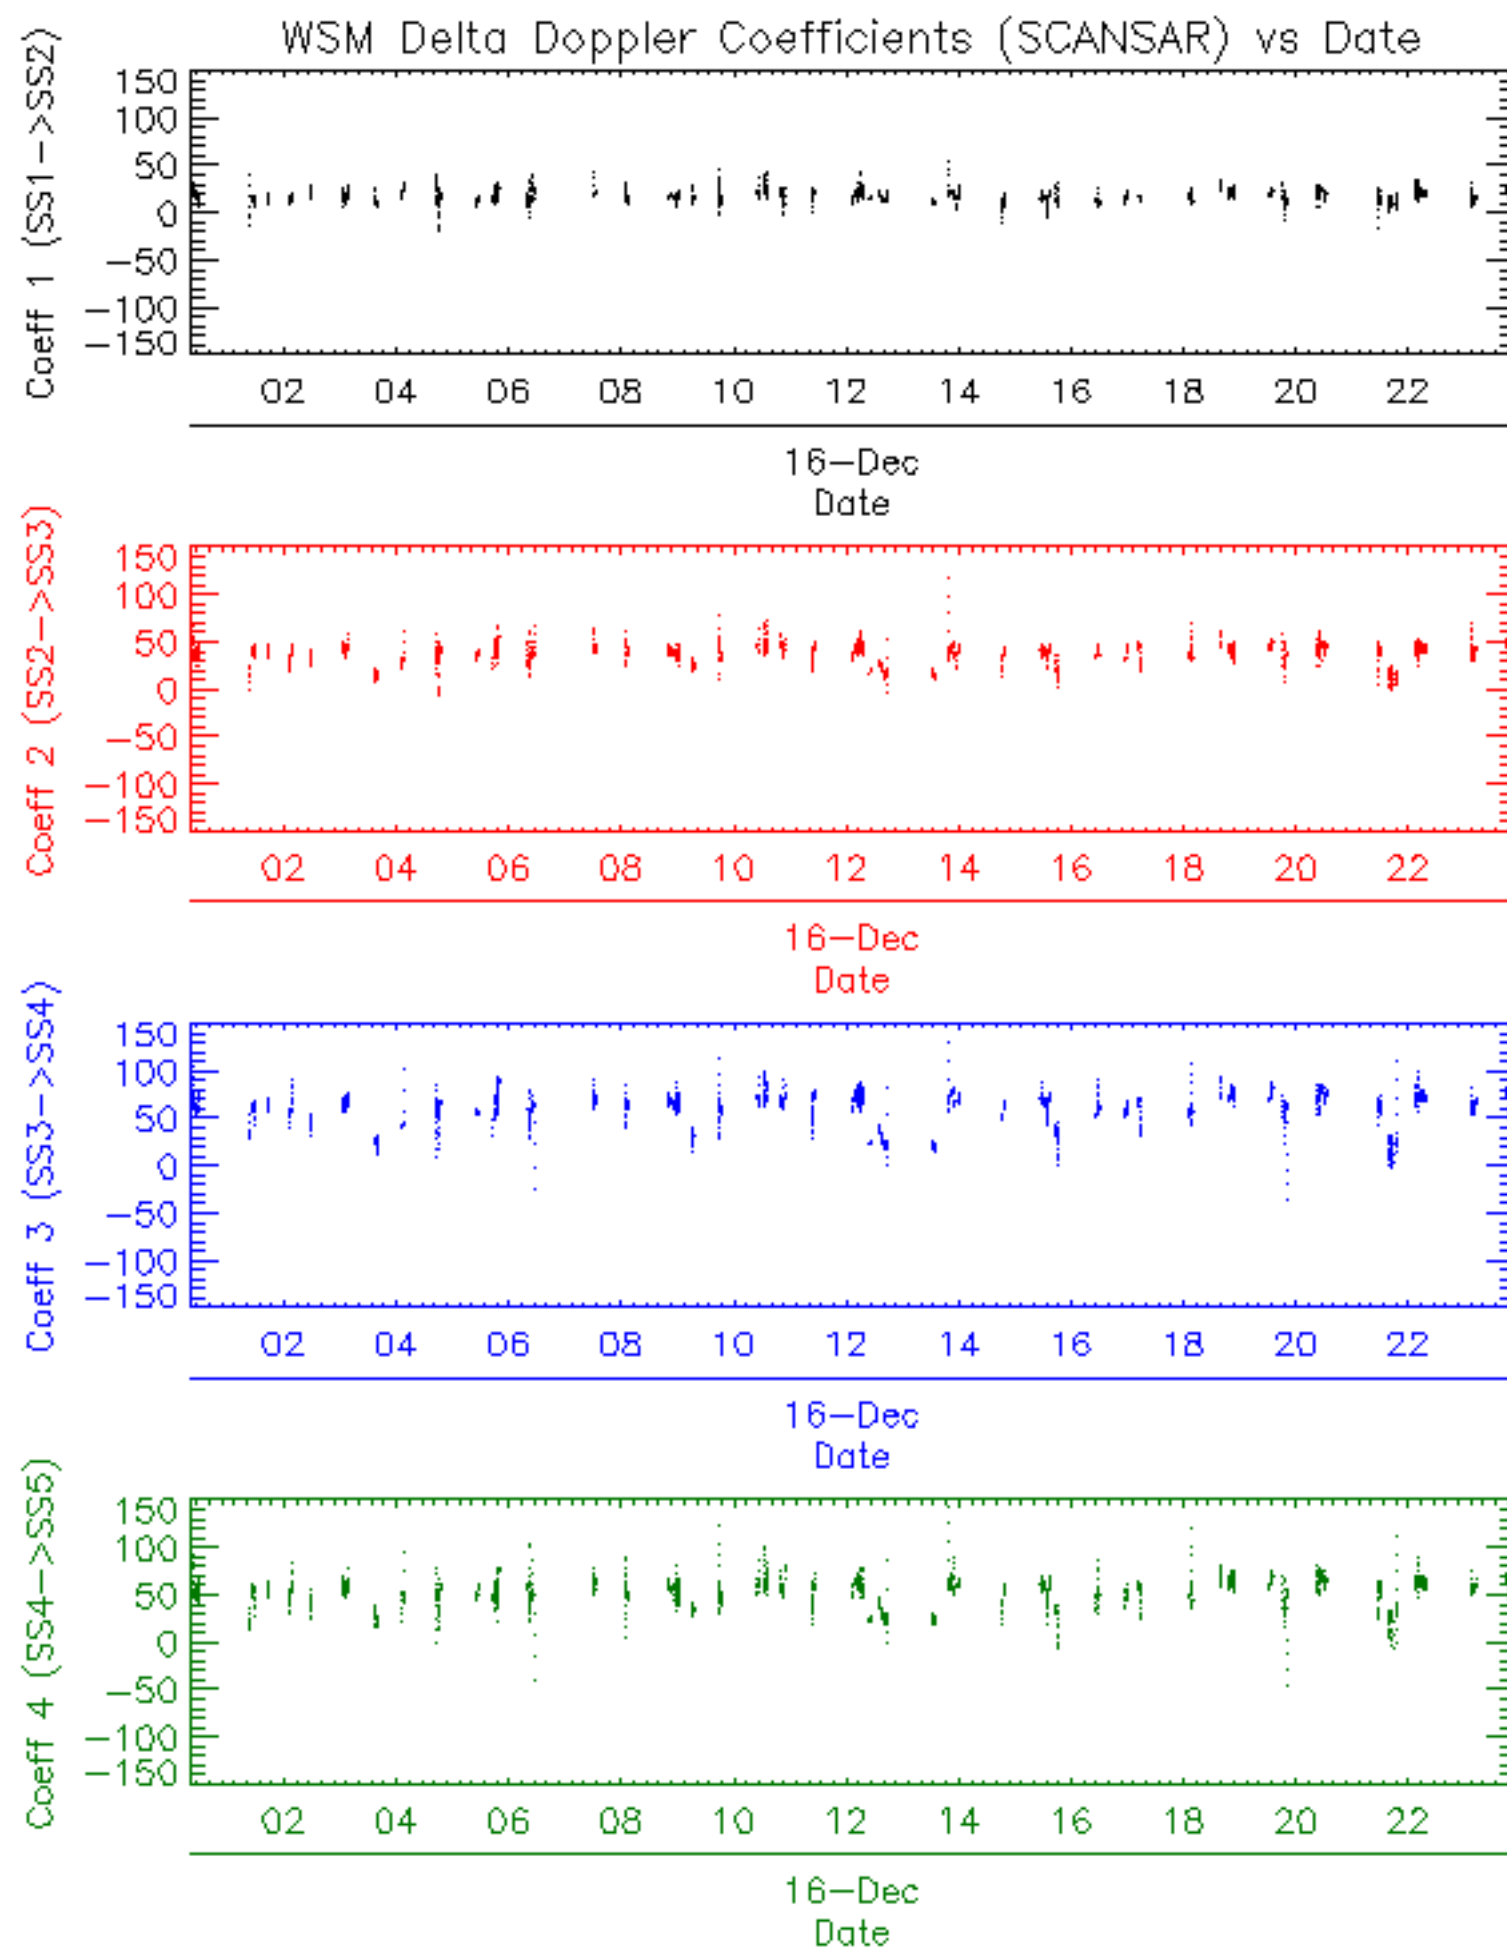 WSM Delta Doppler Coefficients (SCANSAR) vs Date
Coeff 1 (SS1->SS2)
150
100
50
0
-50
-100
-150
02 04 06 08 10 12 14 16 18 20 22
16-Dec
Date
Coeff 2 (SS2->SS3)
150
100
50
0
-50
-100
-150
02 04 06 08 10 12 14 16 18 20 22
16-Dec
Date
Coeff 3 (SS3->SS4)
150
100
50
0
-50
-100
-150
02 04 06 08 10 12 14 16 18 20 22
16-Dec
Date
Coeff 4 (SS4->SS5)
150
100
50
0
-50
-100
-150
02 04 06 08 10 12 14 16 18 20 22
16-Dec
Date